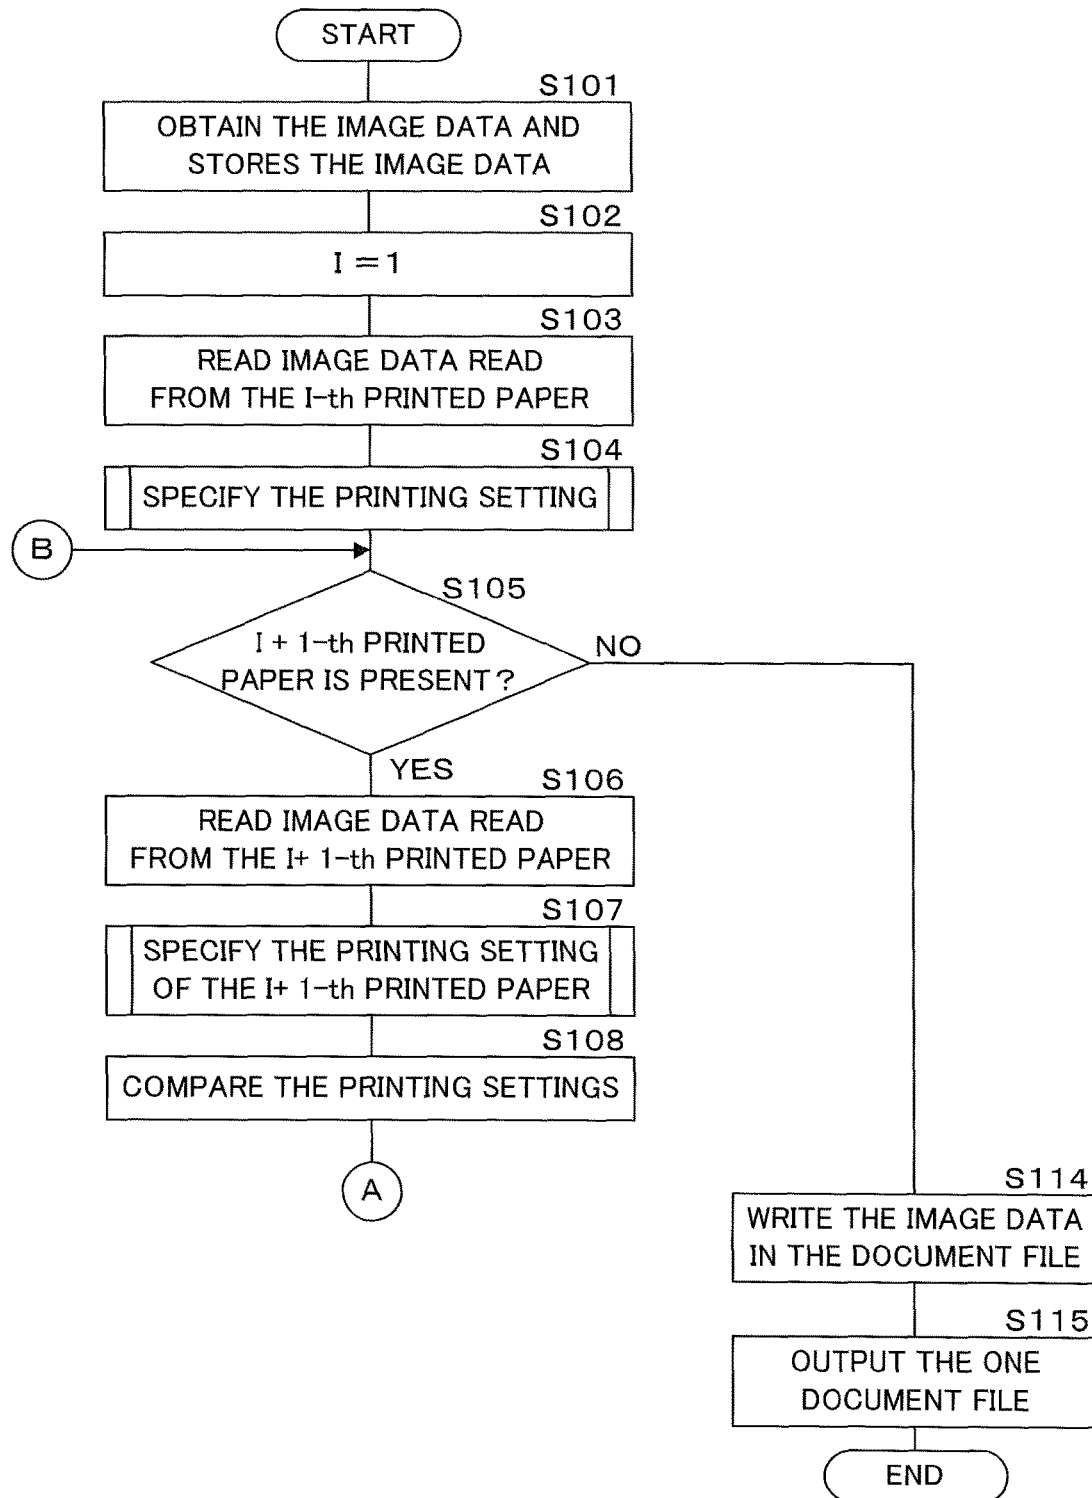 START
S101
OBTAIN THE IMAGE DATA AND
STORES THE IMAGE DATA
S102
I = 1
S103
READ IMAGE DATA READ
FROM THE I-th PRINTED PAPER
S104
SPECIFY THE PRINTING SETTING
B
S105
I + 1-th PRINTED
PAPER IS PRESENT?
NO
YES
S106
READ IMAGE DATA READ
FROM THE I+ 1-th PRINTED PAPER
S107
SPECIFY THE PRINTING SETTING
OF THE I+ 1-th PRINTED PAPER
S108
COMPARE THE PRINTING SETTINGS
A
S114
WRITE THE IMAGE DATA
IN THE DOCUMENT FILE
S115
OUTPUT THE ONE
DOCUMENT FILE
END